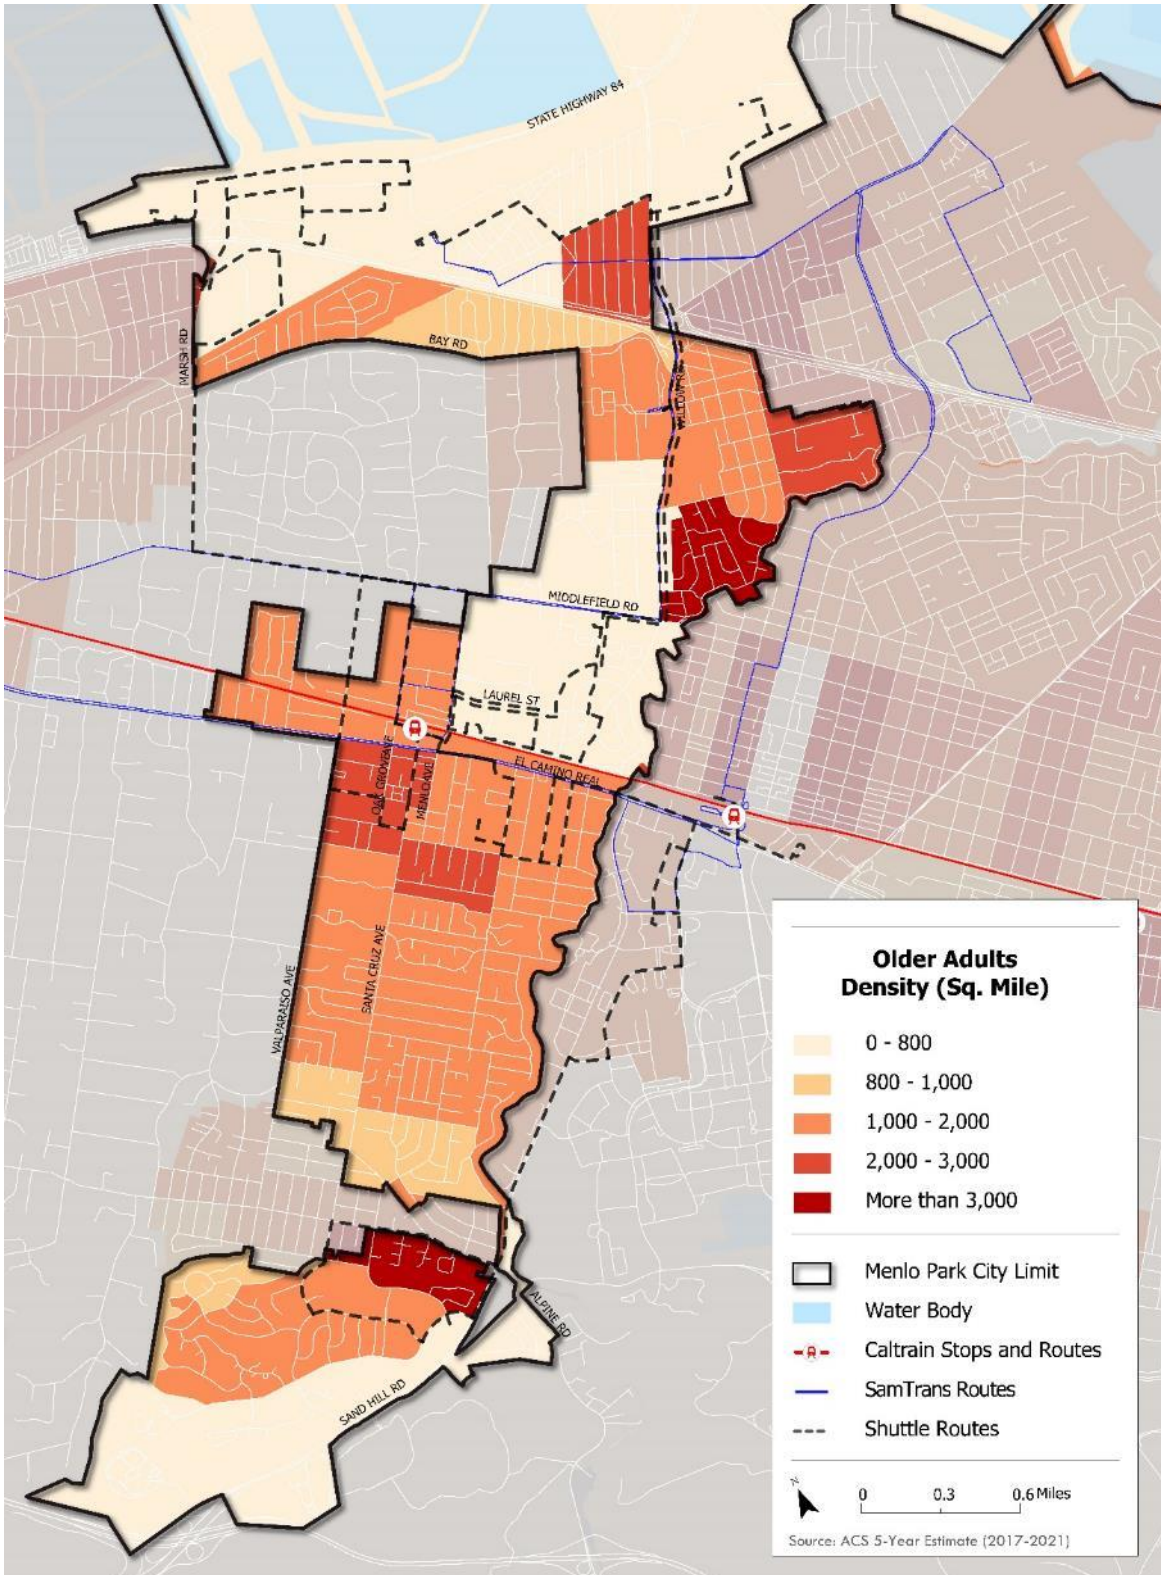 STATE HIGHWAY 84
MARSH RD
BAY RD
WILLOW RD
MIDDLEFIELD RD
LAUREL ST
EL CAMINO REAL
OAK GROVE AVE
MENLO AVE
SANTA CRUZ AVE
VALPARAISO AVE
ALPINE RD
SAND HILL RD
Older Adults
Density (Sq. Mile)
0 - 800
800 - 1,000
1,000 - 2,000
2,000 - 3,000
More than 3,000
Menlo Park City Limit
Water Body
Caltrain Stops and Routes
SamTrans Routes
Shuttle Routes
N
0 0.3 0.6 Miles
Source: ACS 5-Year Estimate (2017-2021)